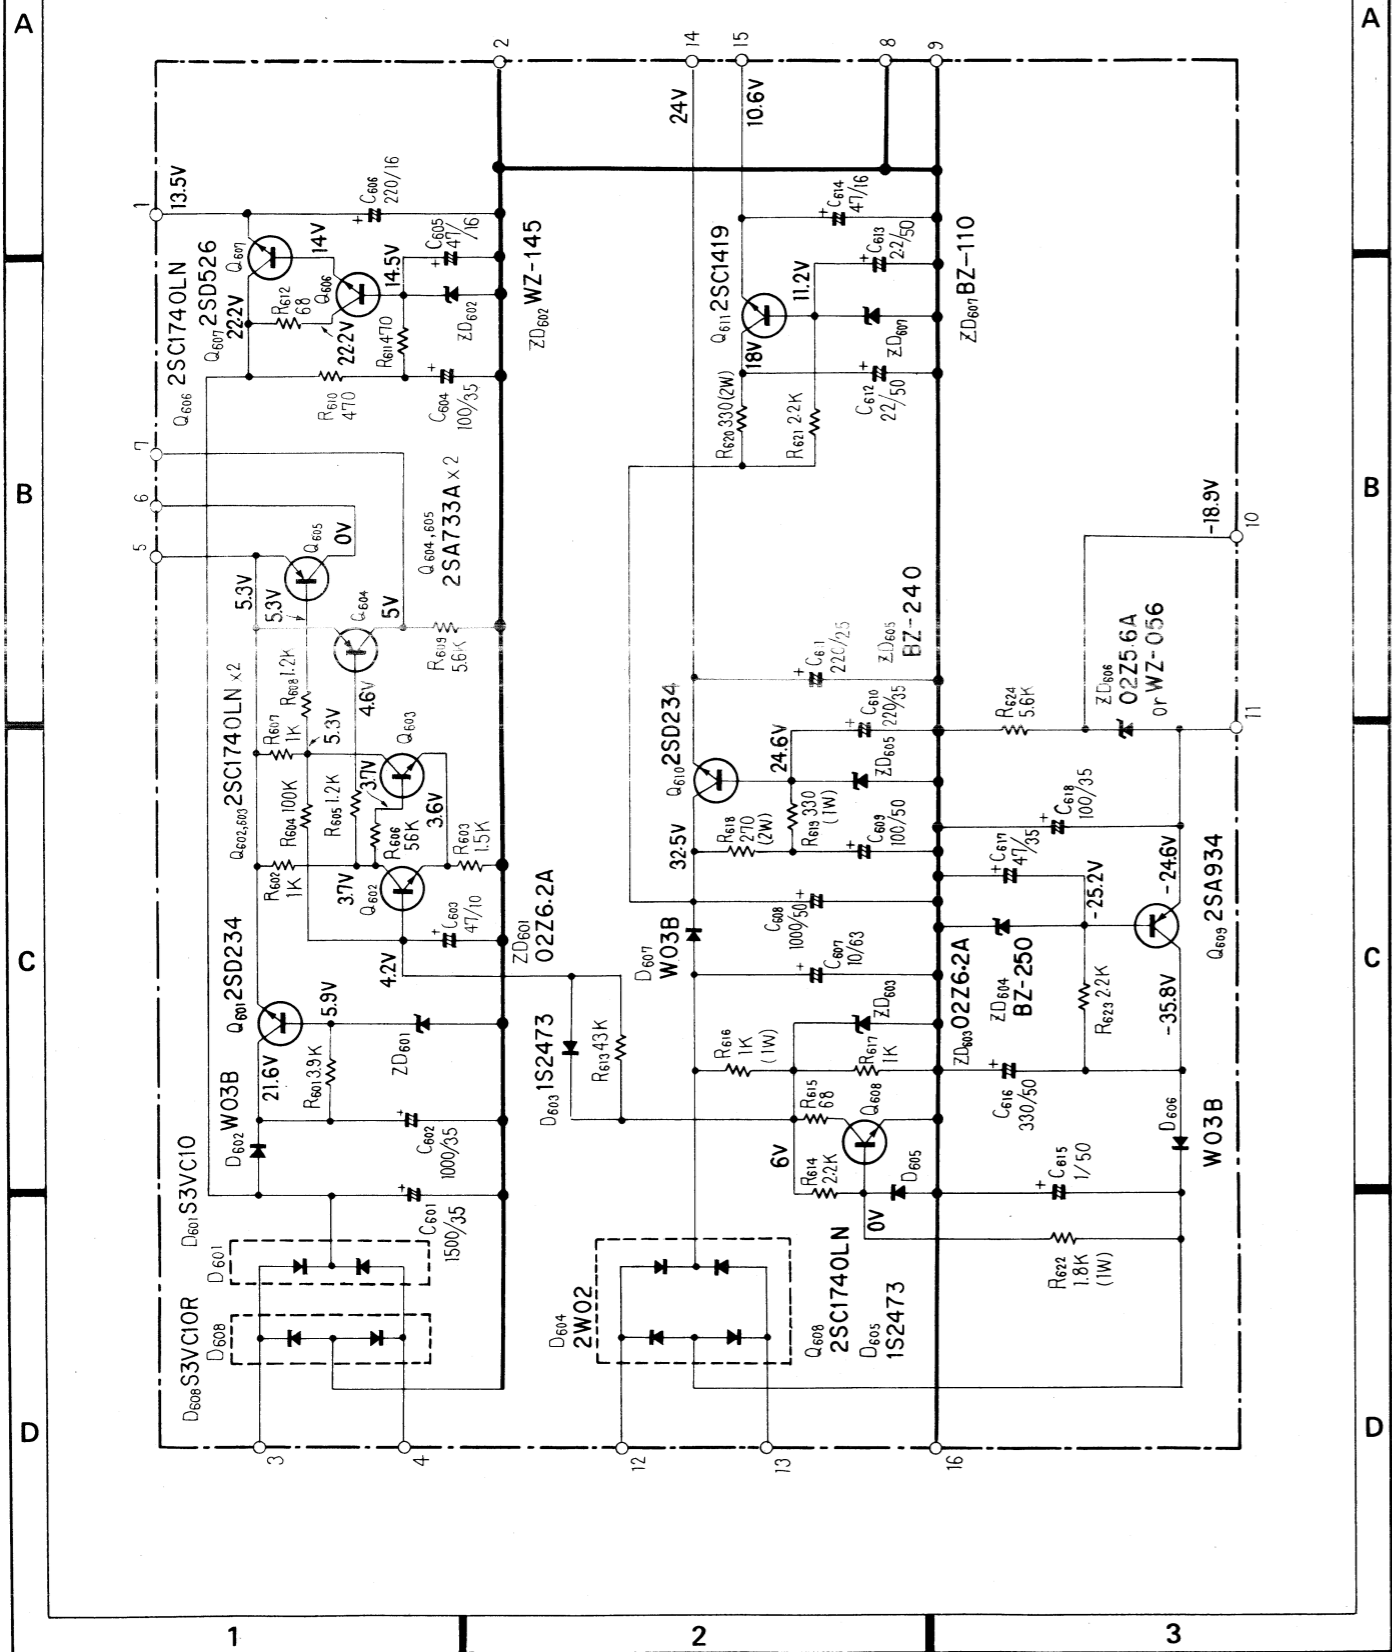 A
A
B
B
C
C
D
D
1
2
3
1
13.5V
2
14
24V
15
10.6V
8
9
Q606 2SC1740LN
Q607 2SD526
22.2V
Q607
14V
R612
68
Q606
22.2V
14.5V
C606
220/16
+
C605
47/16
+
R611 470
ZD602
ZD602 WZ-145
R610
470
C604
100/35
+
7
6
5
Q605
0V
5.3V
5.3V
Q604
5V
Q604,605
2SA733A x 2
R609
5.6K
4.6V
R608 1.2K
R607
1K
5.3V
Q602,603 2SC1740LN x2
Q603
3.7V
3.6V
R604 100K
R605 1.2K
R606
56K
R603
1.5K
R602
1K
3.7V
Q602
C603
47/10
+
4.2V
ZD601
02Z6.2A
Q601 2SD234
5.9V
21.6V
R601 3.9K
ZD601
D602 W03B
C602
1000/35
+
D601 S3VC10
C601
1500/35
+
D601
D608 S3VC10R
D608
3
4
D603 1S2473
R613 43K
Q611 2SC1419
11.2V
18V
C614
47/16
+
C613
2.2/50
+
ZD607
ZD607 BZ-110
R620 330(2W)
R621 2.2K
C612
22/50
+
C611
220/25
+
ZD605
BZ-240
Q610 2SD234
24.6V
C610
220/35
+
ZD605
32.5V
R618
270
(2W)
R619 330
(1W)
C609
100/50
+
C608
1000/50
+
D607
W03B
C607
10/63
+
ZD603
ZD603 02Z6.2A
R616
1K
(1W)
R617
1K
R615
68
Q608
6V
R614
2.2K
D605
0V
D604
2W02
Q608
2SC1740LN
D605
1S2473
12
13
16
-18.9V
10
R624
5.6K
ZD606
02Z5.6A
or WZ-056
11
C618
100/35
+
C617
47/35
+
-25.2V
-24.6V
Q609 2SA934
ZD604
BZ-250
R623 2.2K
-35.8V
C616
330/50
+
D606
W03B
C615
1/50
+
R622
1.8K
(1W)